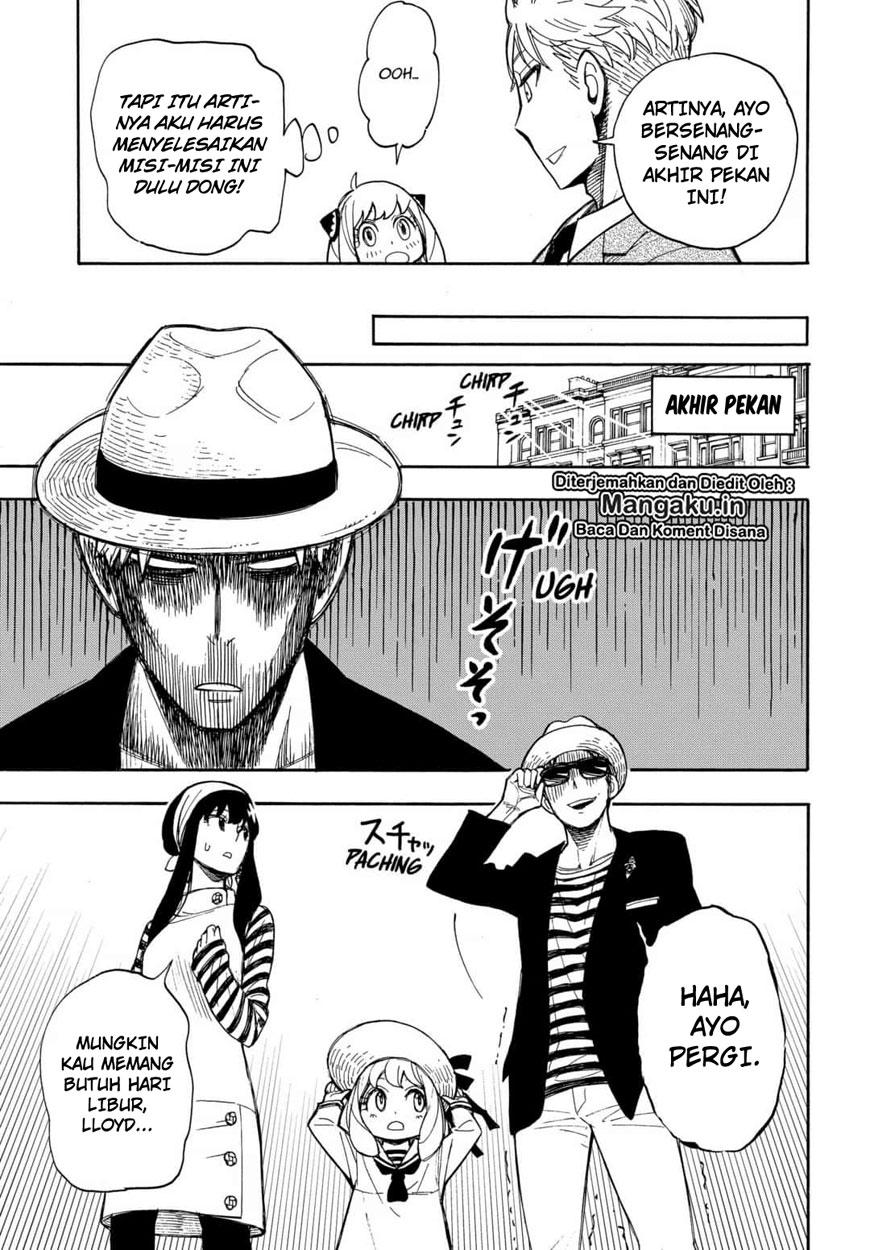 ARTINYA, AYO
BERSENANG-
SENANG DI
AKHIR PEKAN
INI!
OOH...
TAPI ITU ARTI-
NYA AKU HARUS
MENYELESAIKAN
MISI-MISI INI
DULU DONG!
AKHIR PEKAN
CHIRP
チュン
CHIRP
チュン
Diterjemahkan dan Diedit Oleh :
Mangaku.in
Baca Dan Koment Disana
げそそっ
UGH
スチャッ
PACHING
HAHA,
AYO
PERGI.
MUNGKIN
KAU MEMANG
BUTUH HARI
LIBUR,
LLOYD...